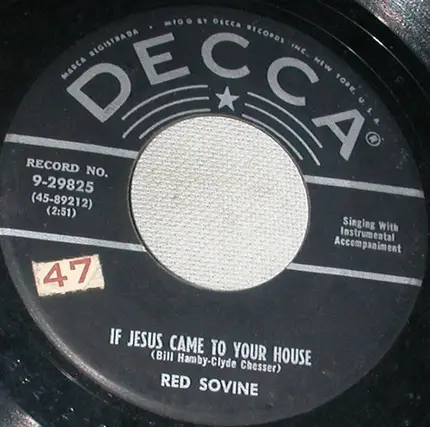 MARCA REGISTRADA • MFG'D BY DECCA RECORDS INC., NEW YORK, U.S.A.
DECCA®
RECORD NO.
9-29825
(45-89212)
(2:51)
Singing With
Instrumental
Accompaniment
47
IF JESUS CAME TO YOUR HOUSE
(Bill Hamby-Clyde Chesser)
RED SOVINE